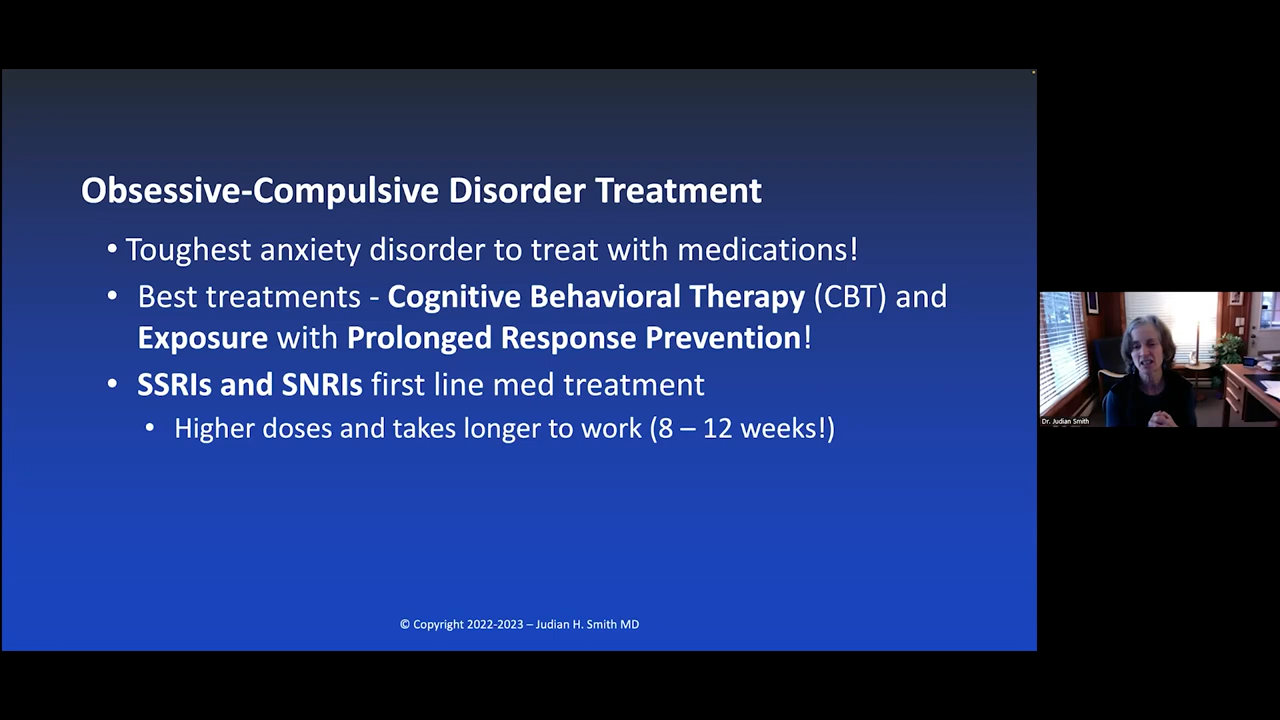 Obsessive-Compulsive Disorder Treatment
• Toughest anxiety disorder to treat with medications!
• Best treatments - Cognitive Behavioral Therapy (CBT) and
Exposure with Prolonged Response Prevention!
• SSRIs and SNRIs first line med treatment
• Higher doses and takes longer to work (8 – 12 weeks!)
© Copyright 2022-2023 – Judian H. Smith MD
Dr. Judian Smith